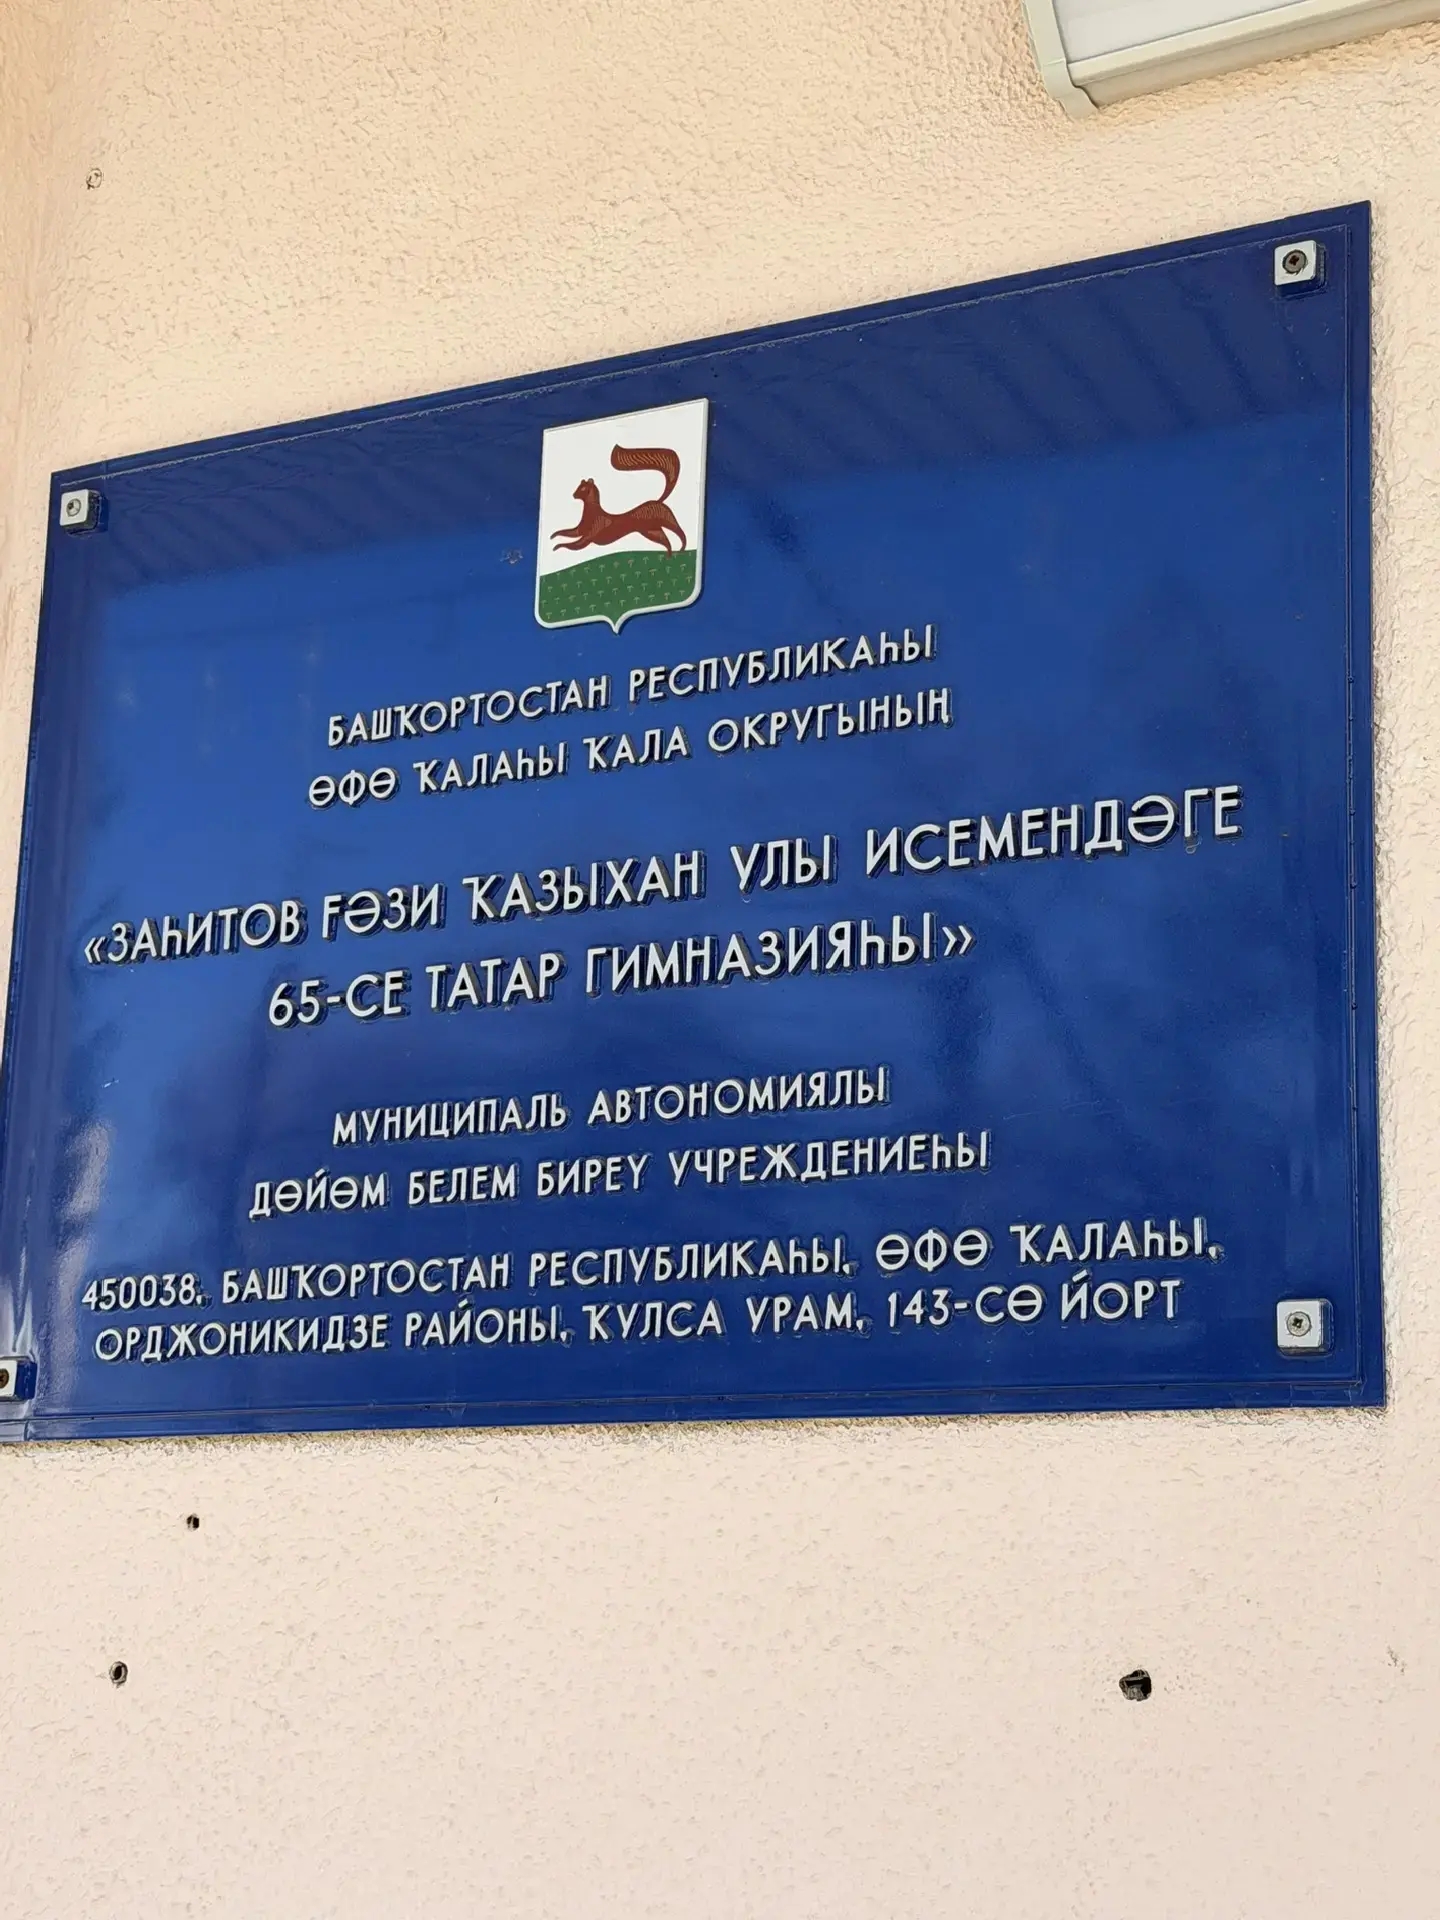 БАШҠОРТОСТАН РЕСПУБЛИКАҺЫ
ӨФӨ ҠАЛАҺЫ ҠАЛА ОКРУГЫНЫҢ
«ЗАҺИТОВ ҒӘЗИ ҠАЗЫХАН УЛЫ ИСЕМЕНДӘГЕ
65-СЕ ТАТАР ГИМНАЗИЯҺЫ»
МУНИЦИПАЛЬ АВТОНОМИЯЛЫ
ДӨЙӨМ БЕЛЕМ БИРЕҮ УЧРЕЖДЕНИЕҺЫ
450038, БАШҠОРТОСТАН РЕСПУБЛИКАҺЫ, ӨФӨ ҠАЛАҺЫ,
ОРДЖОНИКИДЗЕ РАЙОНЫ, ҠУЛСА УРАМ, 143-СӨ ЙОРТ